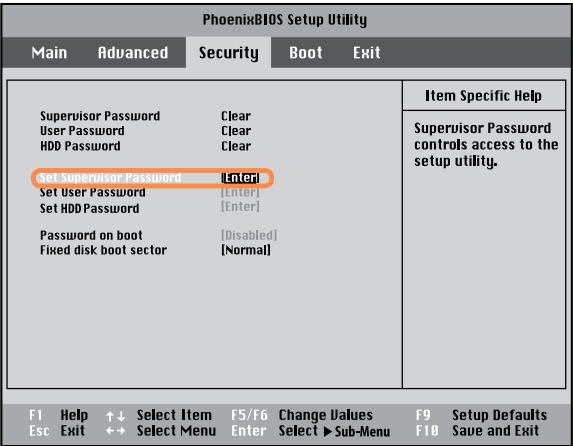 PhoenixBIOS Setup Utility
Main Advanced Security Boot Exit
Item Specific Help
Supervisor Password Clear
User Password Clear
HDD Password Clear
Set Supervisor Password [Enter]
Set User Password [Enter]
Set HDD Password [Enter]
Password on boot [Disabled]
Fixed disk boot sector [Normal]
Supervisor Password
controls access to the
setup utility.
F1 Help ↑↓ Select Item F5/F6 Change Values F9 Setup Defaults
Esc Exit ←→ Select Menu Enter Select ▶ Sub-Menu F10 Save and Exit